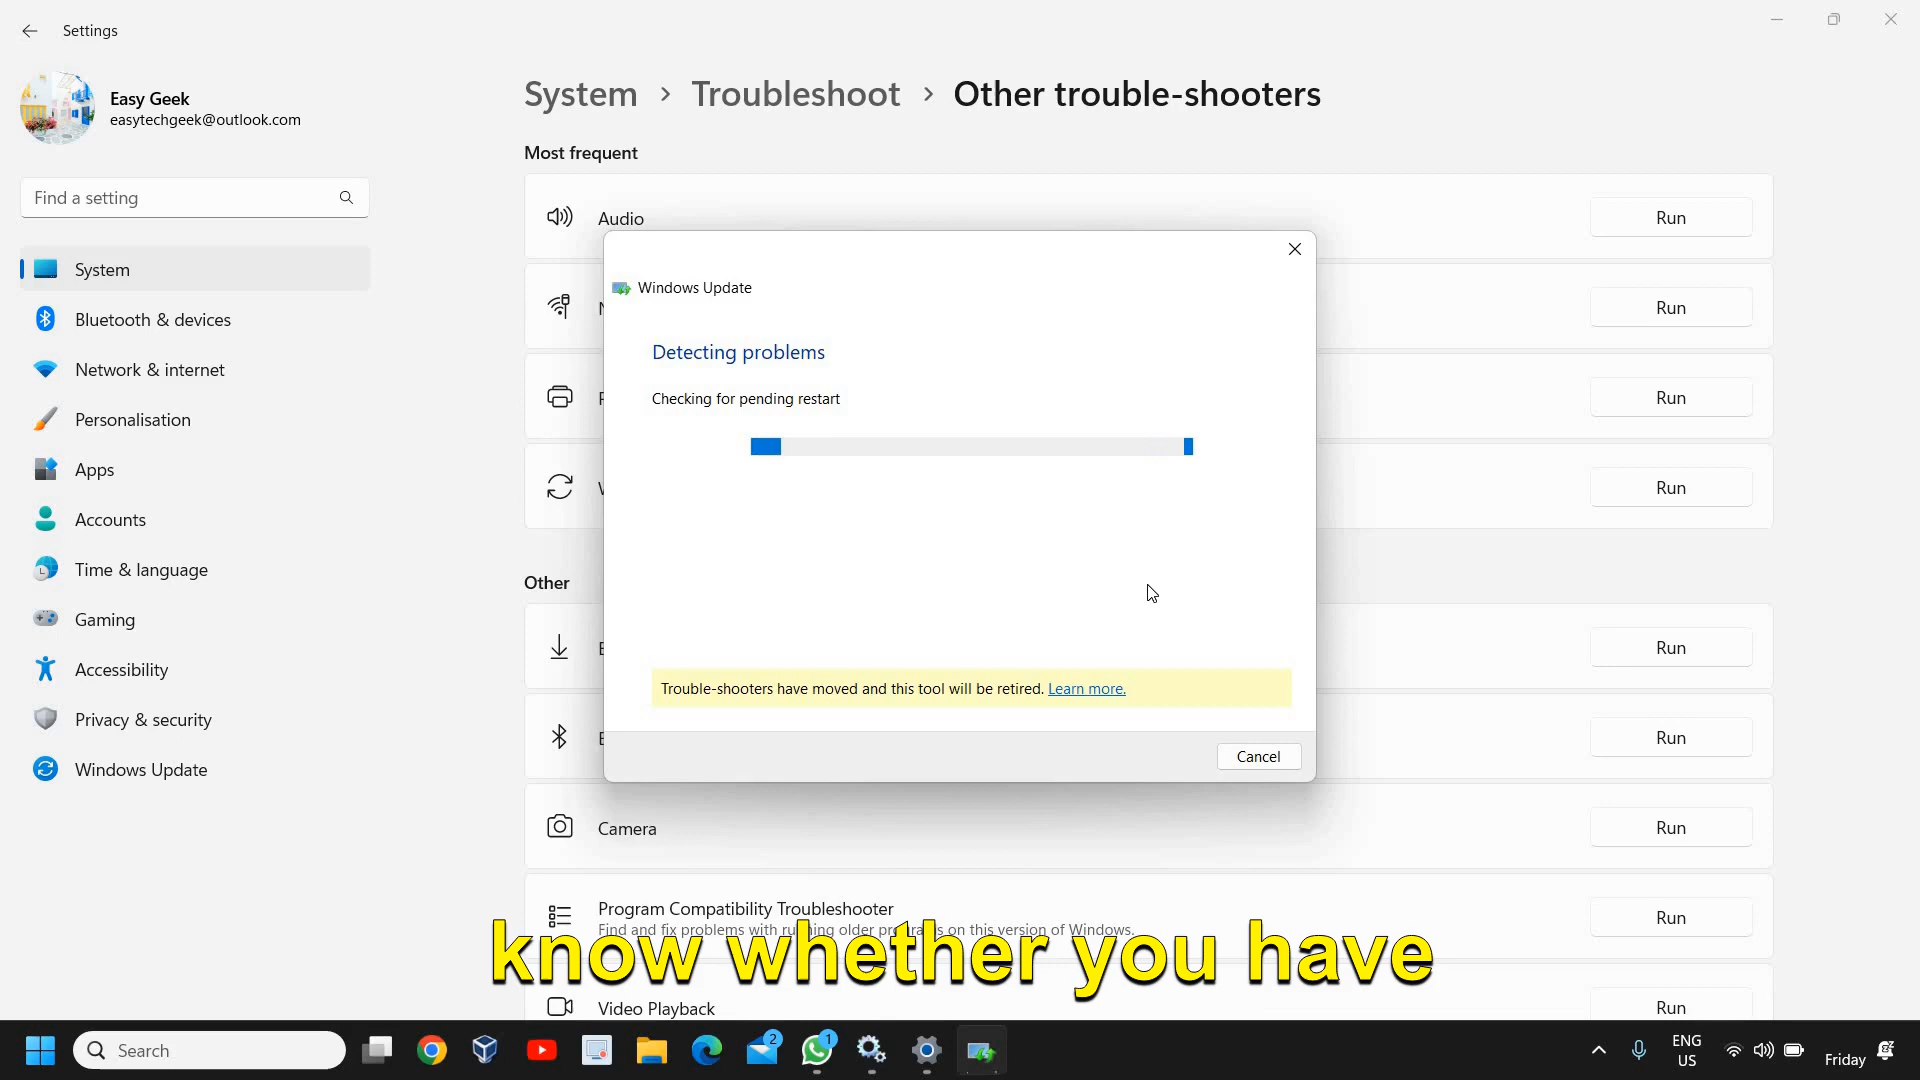 Settings
Easy Geek
easytechgeek@outlook.com
Find a setting
System
Bluetooth & devices
Network & internet
Personalisation
Apps
Accounts
Time & language
Gaming
Accessibility
Privacy & security
Windows Update
System > Troubleshoot > Other trouble-shooters
Most frequent
Audio
Run
Run
Run
Run
Windows Update
Detecting problems
Checking for pending restart
Trouble-shooters have moved and this tool will be retired. Learn more.
Cancel
Other
Run
Run
Camera
Run
Program Compatibility Troubleshooter
Find and fix problems with running older programs on this version of Windows.
Run
know whether you have
Video Playback
Run
Search
2
1
ENG
US
Friday